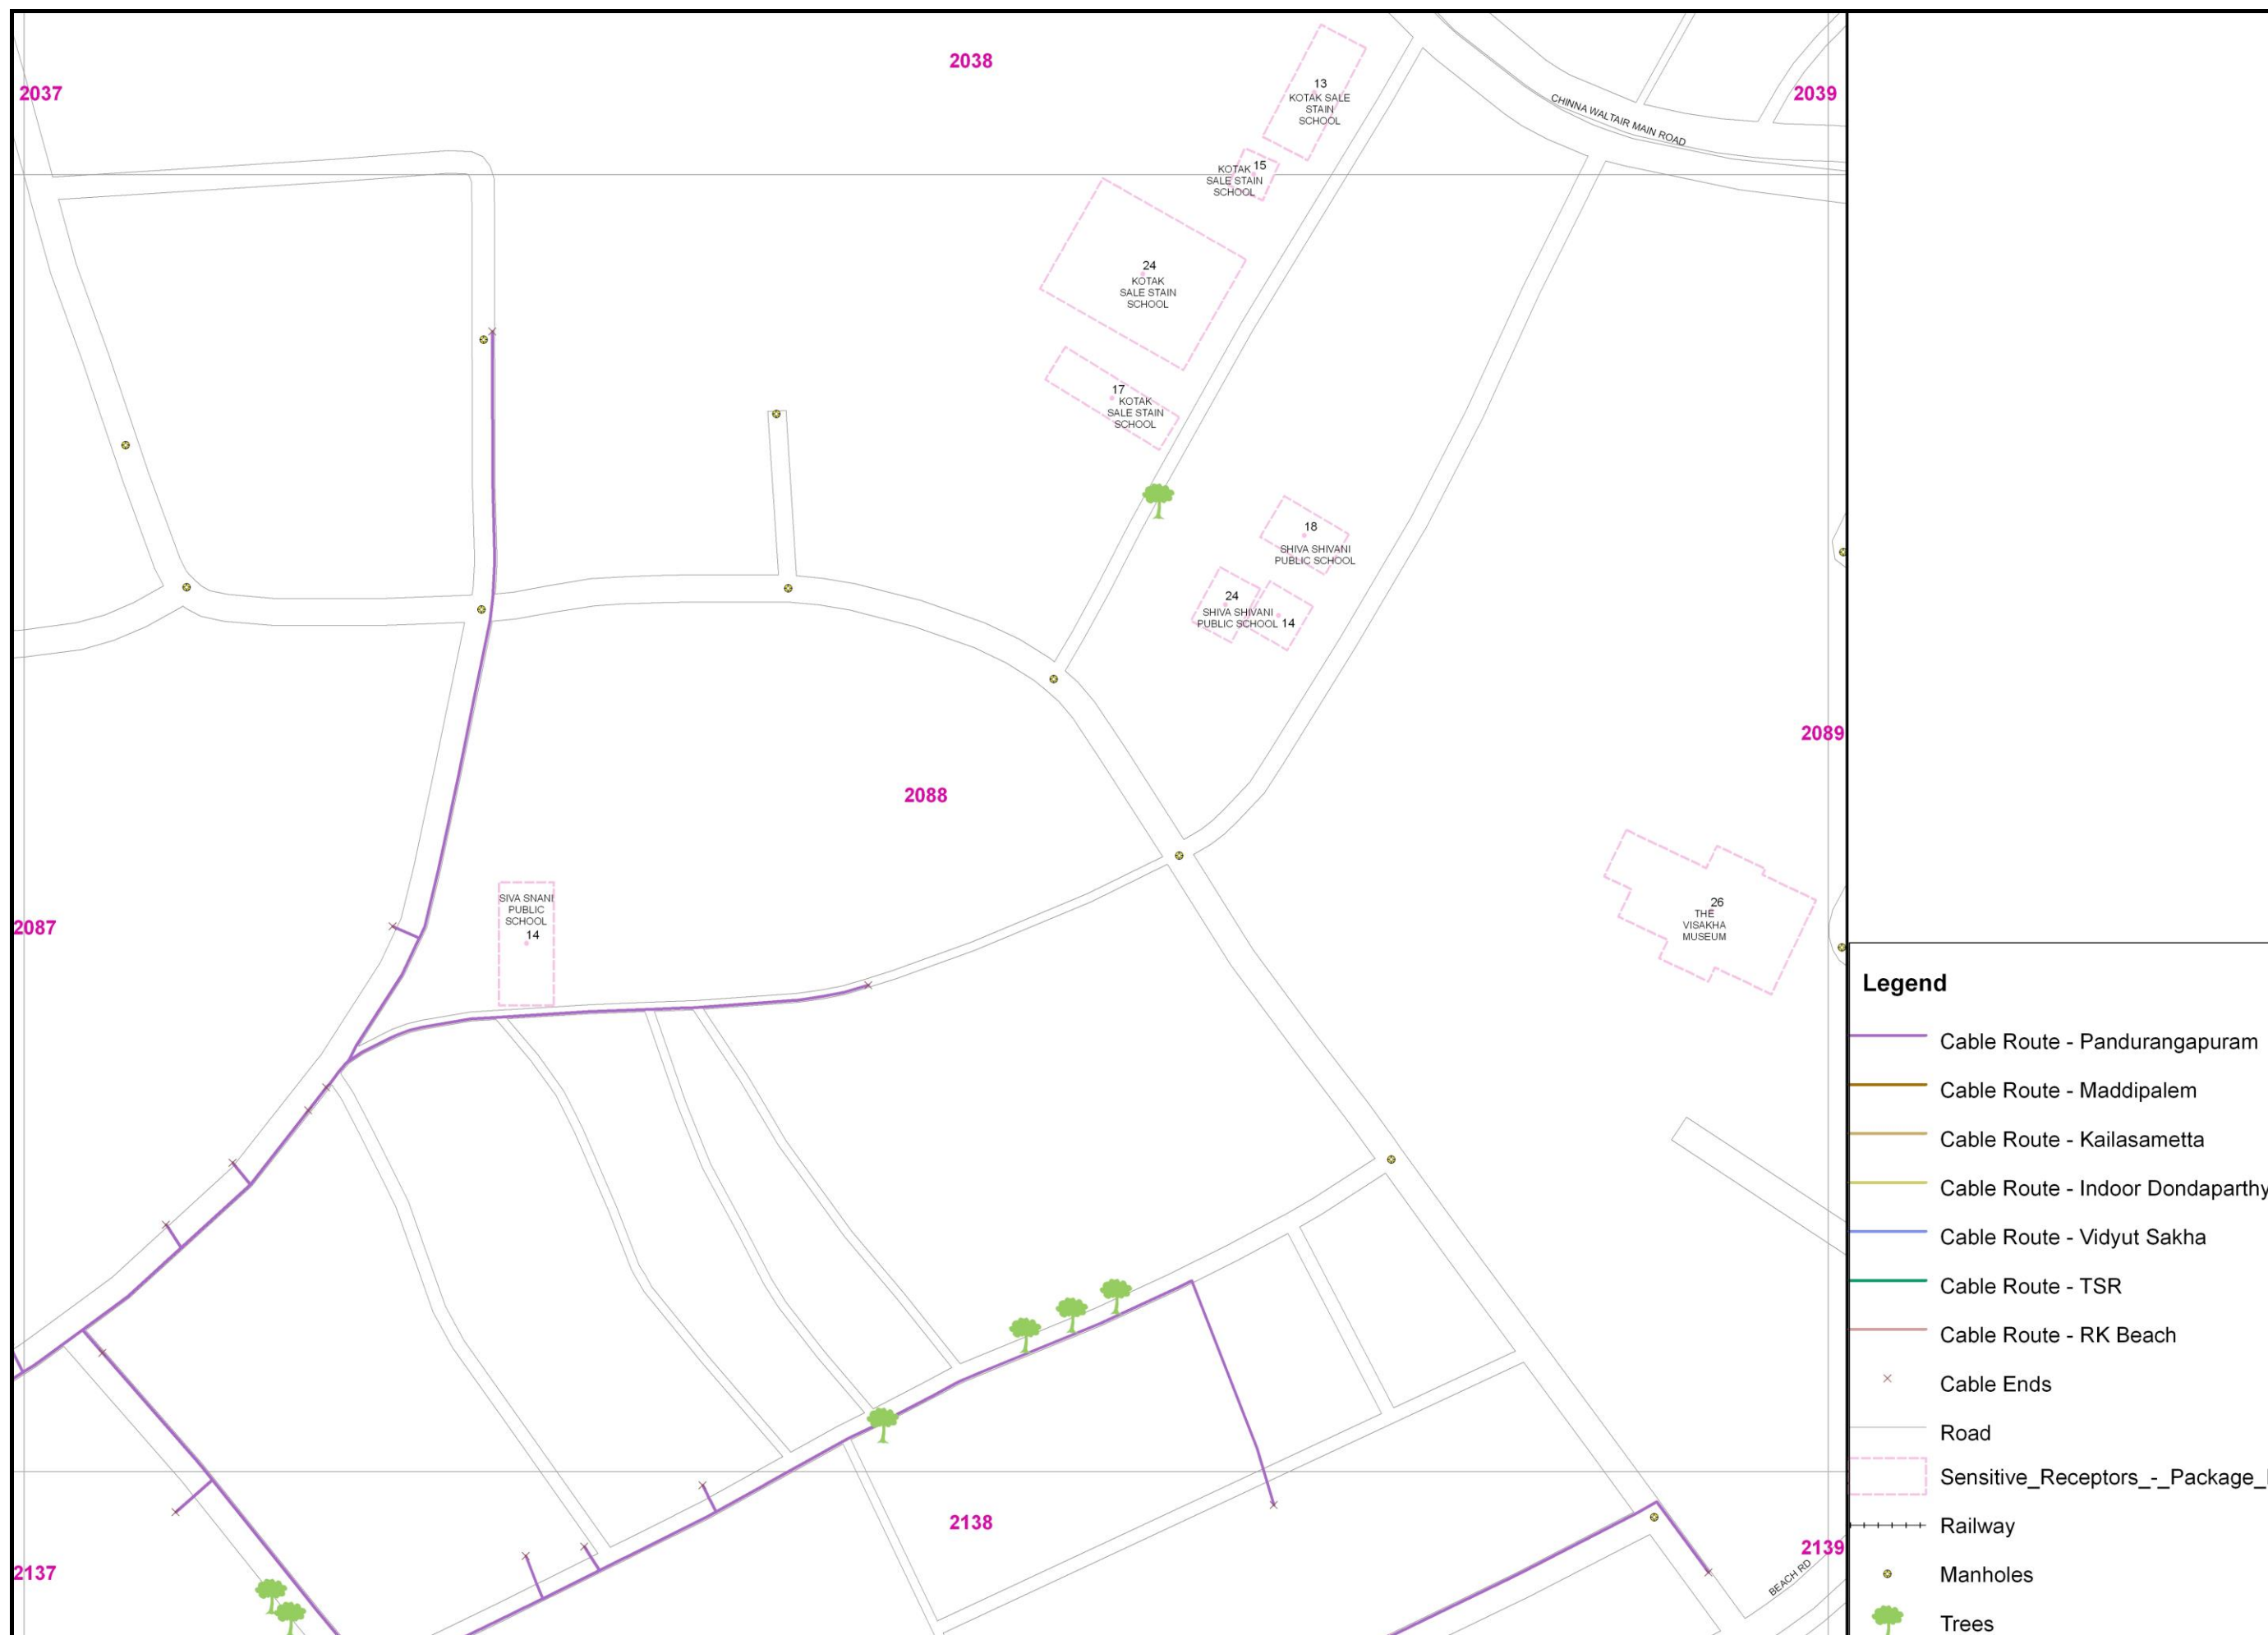 2038
2037
2039
13
KOTAK SALE
STAIN
SCHOOL
CHINNA WALTAIR MAIN ROAD
15
KOTAK
SALE STAIN
SCHOOL
24
KOTAK
SALE STAIN
SCHOOL
17
KOTAK
SALE STAIN
SCHOOL
18
SHIVA SHIVANI
PUBLIC SCHOOL
24
SHIVA SHIVANI
PUBLIC SCHOOL 14
2089
2088
SIVA SNANI
PUBLIC
SCHOOL
14
26
THE
VISAKHA
MUSEUM
2087
2138
2139
BEACH RD
2137
Legend
Cable Route - Pandurangapuram
Cable Route - Maddipalem
Cable Route - Kailasametta
Cable Route - Indoor Dondaparthy
Cable Route - Vidyut Sakha
Cable Route - TSR
Cable Route - RK Beach
Cable Ends
Road
Sensitive_Receptors_-_Package_
Railway
Manholes
Trees